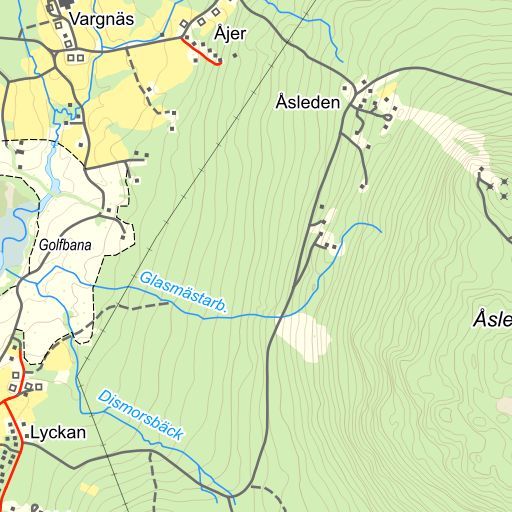 Vargnäs
Åjer
Åsleden
Golfbana
Glasmästarb.
Åsle
Dismorsbäck
Lyckan